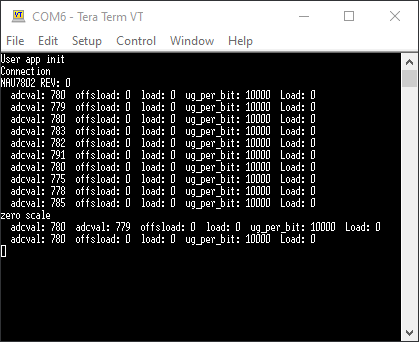 COM6 - Tera Term VT
File Edit Setup Control Window Help
User app init
Connection
NAU7802 REV: 0
adcval: 780 offsload: 0 load: 0 ug_per_bit: 10000 Load: 0
adcval: 779 offsload: 0 load: 0 ug_per_bit: 10000 Load: 0
adcval: 780 offsload: 0 load: 0 ug_per_bit: 10000 Load: 0
adcval: 783 offsload: 0 load: 0 ug_per_bit: 10000 Load: 0
adcval: 782 offsload: 0 load: 0 ug_per_bit: 10000 Load: 0
adcval: 791 offsload: 0 load: 0 ug_per_bit: 10000 Load: 0
adcval: 780 offsload: 0 load: 0 ug_per_bit: 10000 Load: 0
adcval: 775 offsload: 0 load: 0 ug_per_bit: 10000 Load: 0
adcval: 778 offsload: 0 load: 0 ug_per_bit: 10000 Load: 0
adcval: 785 offsload: 0 load: 0 ug_per_bit: 10000 Load: 0
zero scale
adcval: 780 adcval: 779 offsload: 0 load: 0 ug_per_bit: 10000 Load: 0
adcval: 780 offsload: 0 load: 0 ug_per_bit: 10000 Load: 0